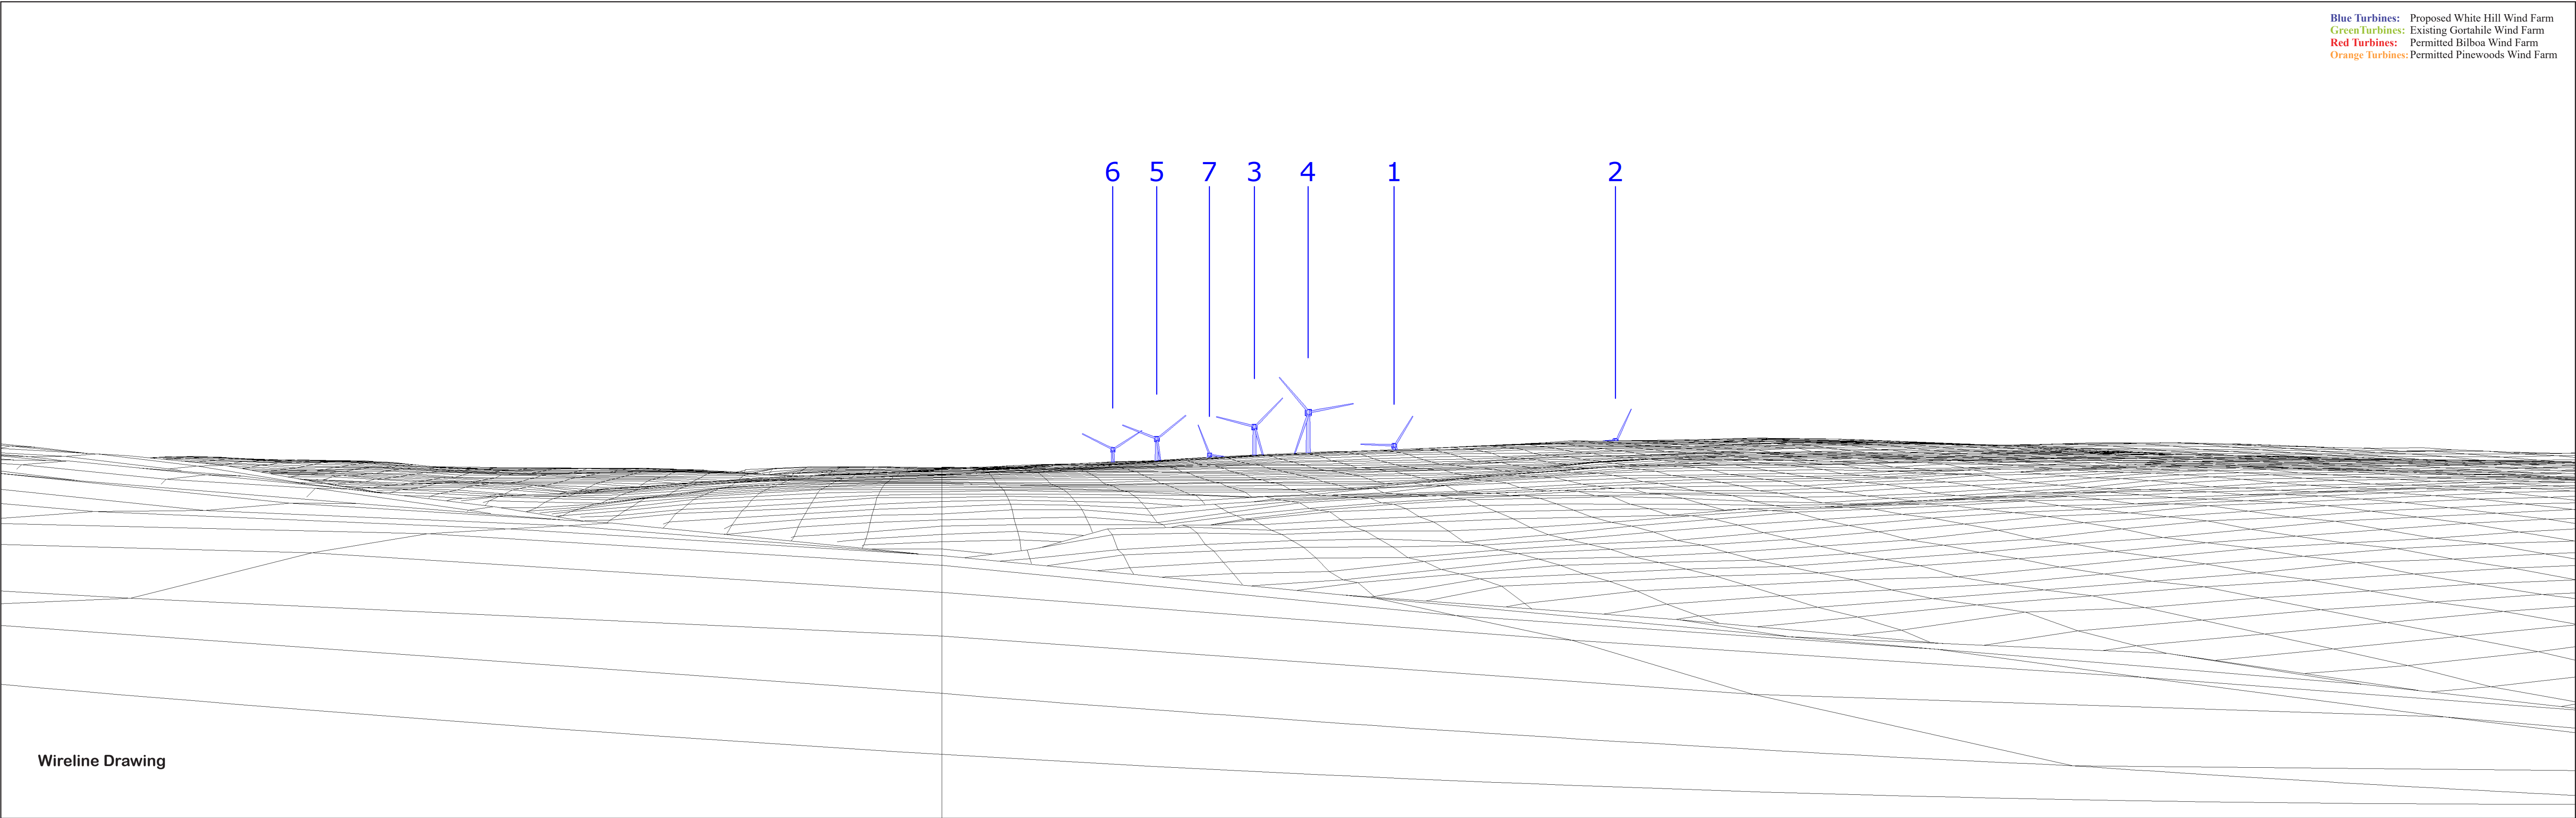 Blue Turbines: Proposed White Hill Wind Farm
GreenTurbines: Existing Gortahile Wind Farm
Red Turbines: Permitted Bilboa Wind Farm
Orange Turbines: Permitted Pinewoods Wind Farm
6 5 7 3 4 1 2
Wireline Drawing